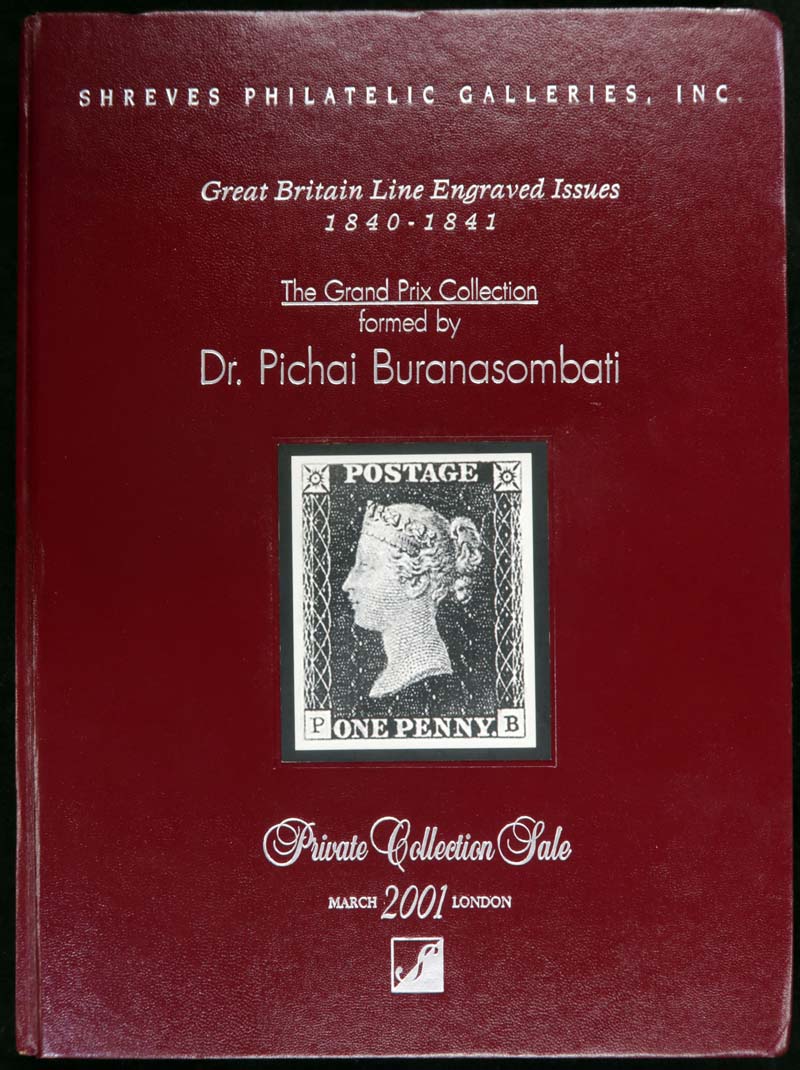 SHREVES PHILATELIC GALLERIES, INC.
Great Britain Line Engraved Issues
1840-1841
The Grand Prix Collection
formed by
Dr. Pichai Buranasombati
POSTAGE
P ONE PENNY. B
Private Collection Sale
MARCH 2001 LONDON
S